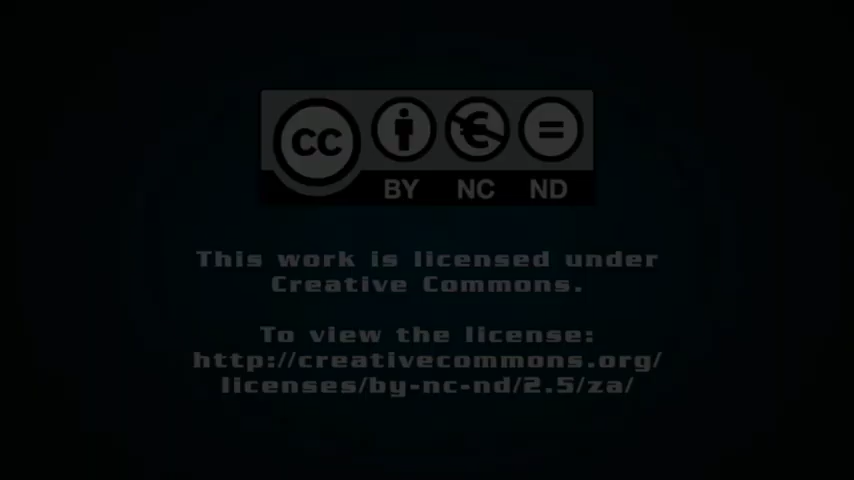 CC
BY NC ND
This work is licensed under
Creative Commons.
To view the license:
http://creativecommons.org/
licenses/by-nc-nd/2.5/za/